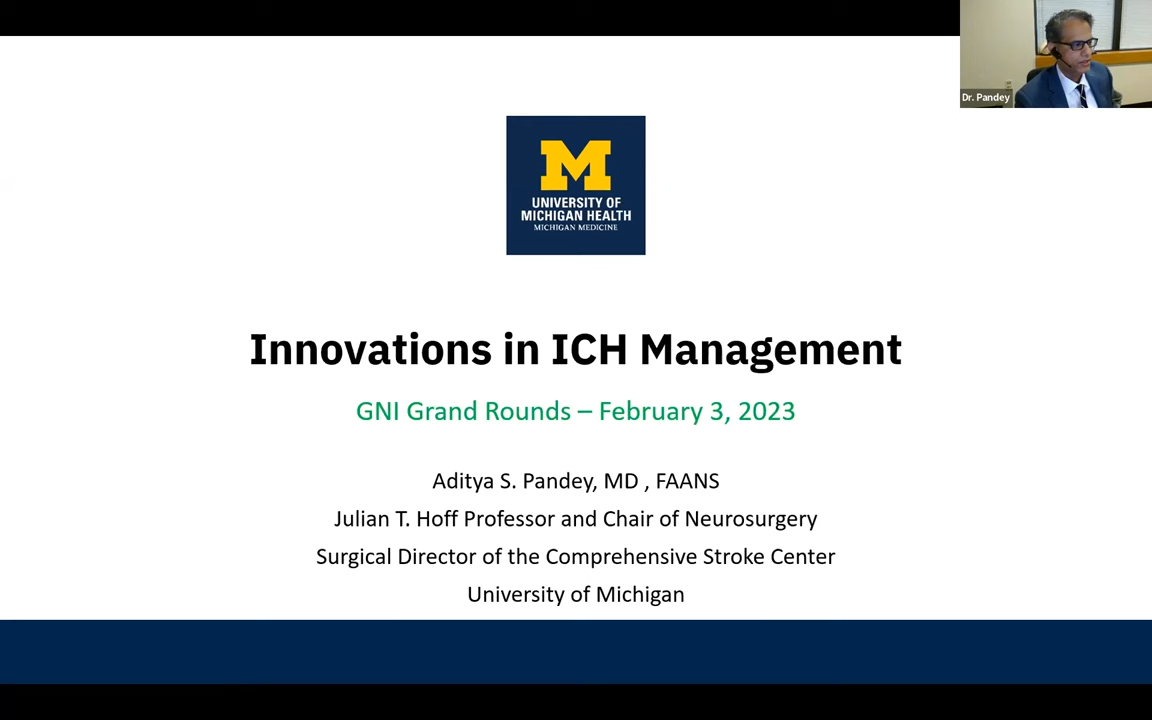 Dr. Pandey
M
UNIVERSITY OF
MICHIGAN HEALTH
MICHIGAN MEDICINE
Innovations in ICH Management
GNI Grand Rounds – February 3, 2023
Aditya S. Pandey, MD , FAANS
Julian T. Hoff Professor and Chair of Neurosurgery
Surgical Director of the Comprehensive Stroke Center
University of Michigan